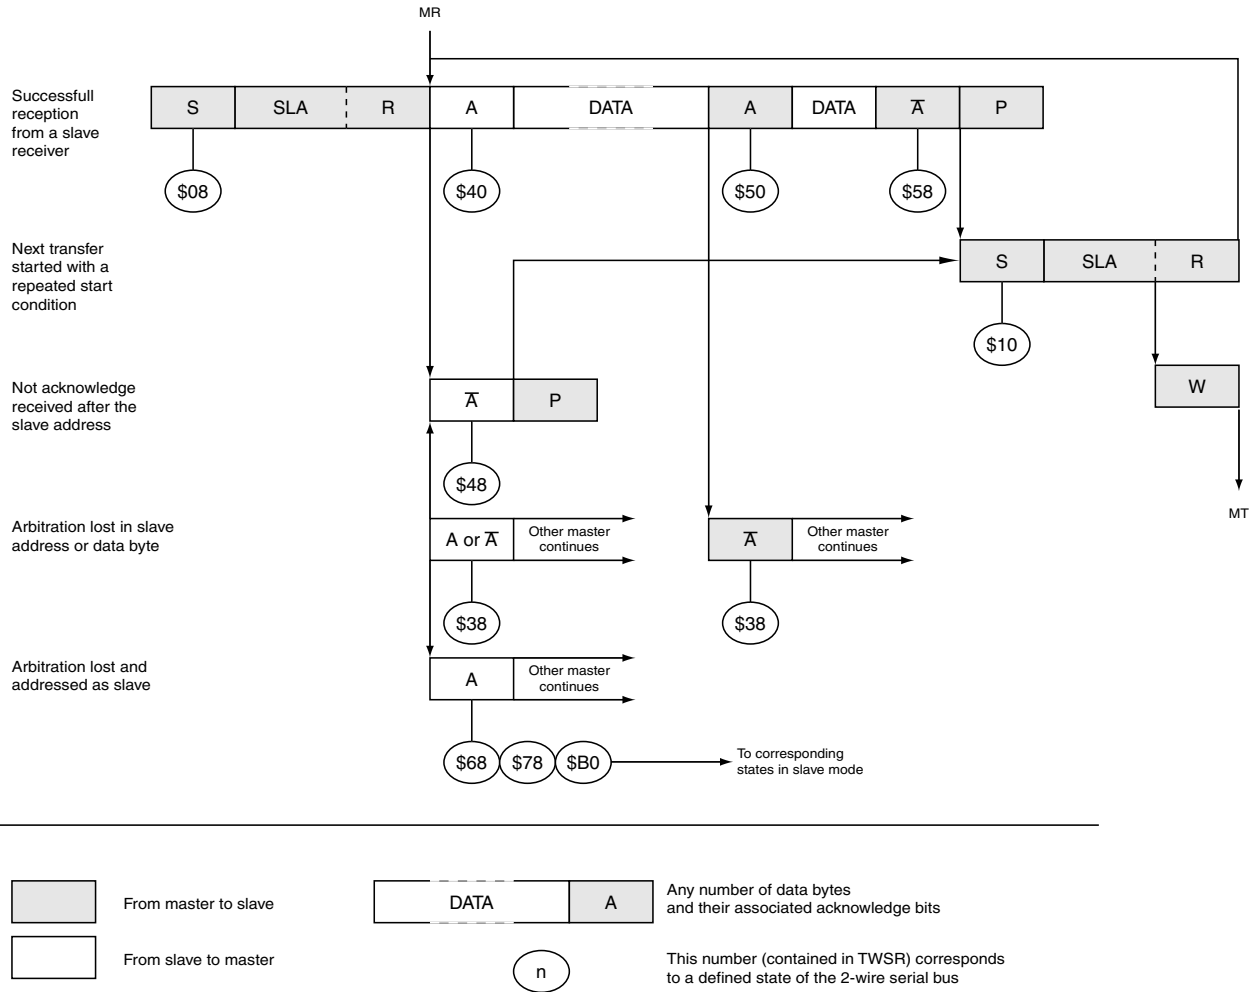 MR
Successfull
reception
from a slave
receiver
S SLA R A DATA A DATA A̅ P
$08 $40 $50 $58
Next transfer
started with a
repeated start
condition
S SLA R
$10
Not acknowledge
received after the
slave address
A̅ P
W
$48
MT
Arbitration lost in slave
address or data byte
A or A̅
Other master
continues
A̅
Other master
continues
$38 $38
Arbitration lost and
addressed as slave
A
Other master
continues
$68 $78 $B0
To corresponding
states in slave mode
From master to slave
DATA A
Any number of data bytes
and their associated acknowledge bits
From slave to master
n
This number (contained in TWSR) corresponds
to a defined state of the 2-wire serial bus